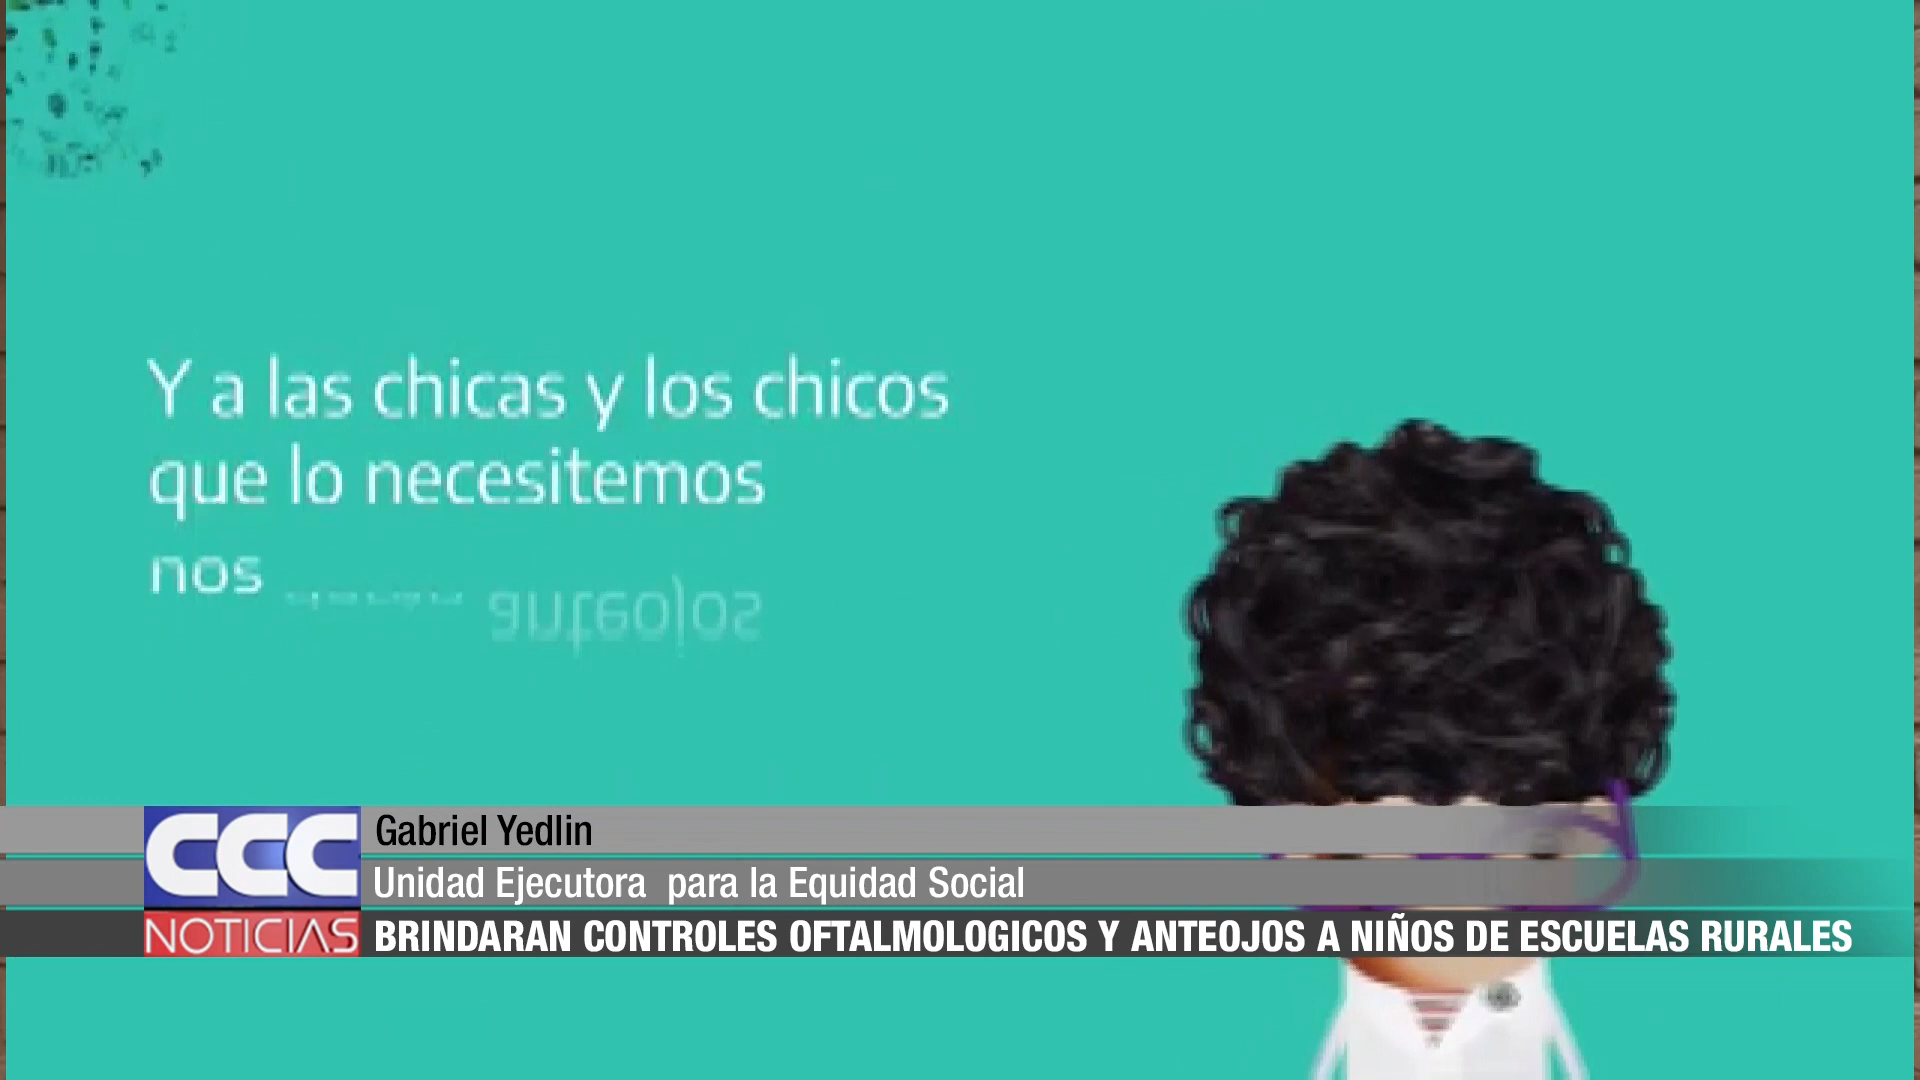 Y a las chicas y los chicos
que lo necesitemos
nos anteojos
CCC
NOTICIAS
Gabriel Yedlin
Unidad Ejecutora para la Equidad Social
BRINDARAN CONTROLES OFTALMOLOGICOS Y ANTEOJOS A NIÑOS DE ESCUELAS RURALES